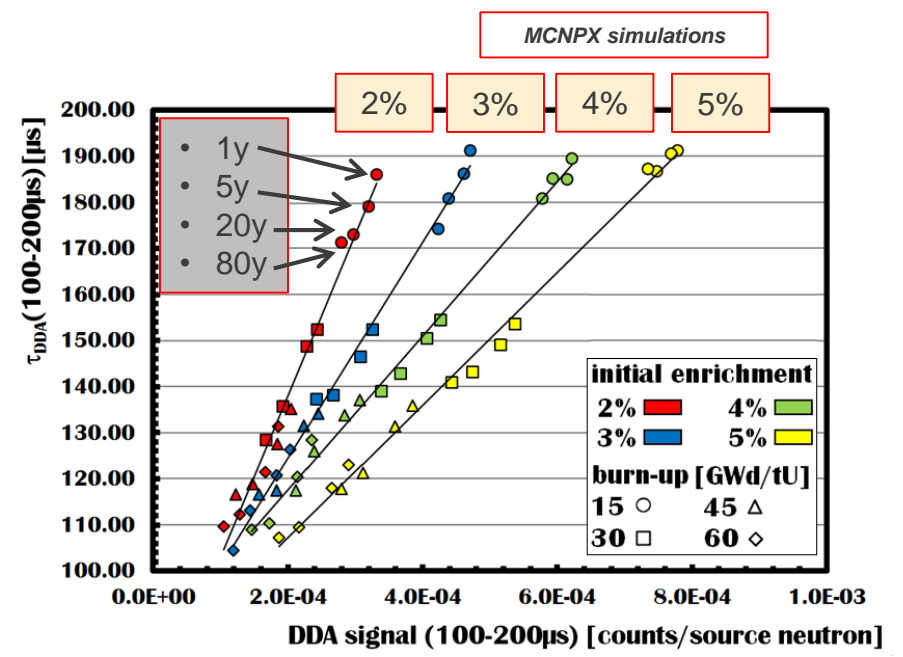 MCNPX simulations
2% 3% 4% 5%
200.00
190.00
180.00
170.00
160.00
150.00
140.00
130.00
120.00
110.00
100.00
τDDA(100-200μs)[μs]
• 1y
• 5y
• 20y
• 80y
initial enrichment
2% 4%
3% 5%
burn-up [GWd/tU]
15 45
30 60
0.0E+00 2.0E-04 4.0E-04 6.0E-04 8.0E-04 1.0E-03
DDA signal (100-200μs) [counts/source neutron]